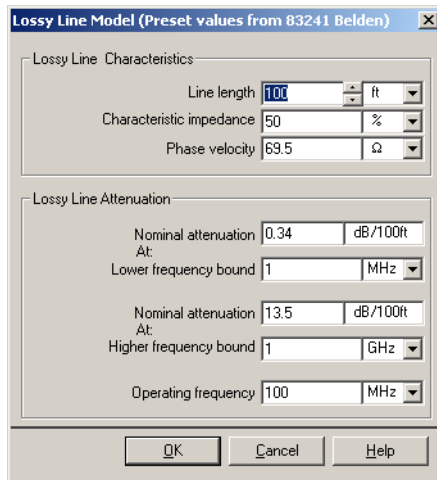 Lossy Line Model (Preset values from 83241 Belden)
Lossy Line Characteristics
Line length 100 ft
Characteristic impedance 50 %
Phase velocity 69.5 Ω
Lossy Line Attenuation
Nominal attenuation 0.34 dB/100ft
At:
Lower frequency bound 1 MHz
Nominal attenuation 13.5 dB/100ft
At:
Higher frequency bound 1 GHz
Operating frequency 100 MHz
OK Cancel Help